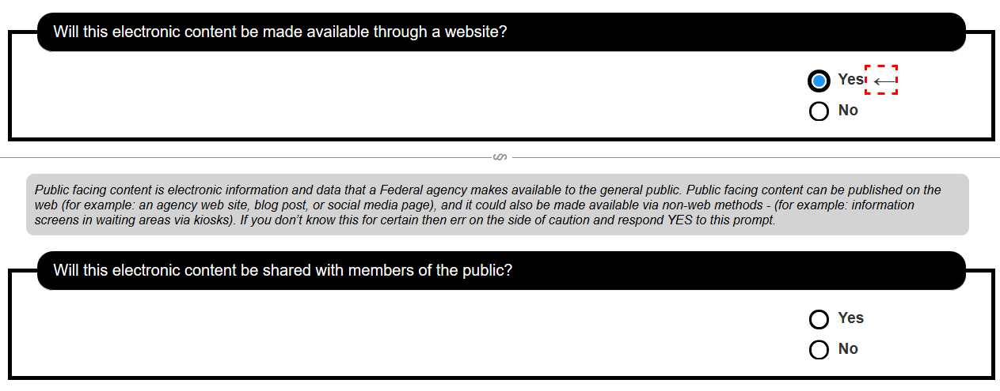 Will this electronic content be made available through a website?
Yes ←
No
§
Public facing content is electronic information and data that a Federal agency makes available to the general public. Public facing content can be published on the
web (for example: an agency web site, blog post, or social media page), and it could also be made available via non-web methods - (for example: information
screens in waiting areas via kiosks). If you don’t know this for certain then err on the side of caution and respond YES to this prompt.
Will this electronic content be shared with members of the public?
Yes
No